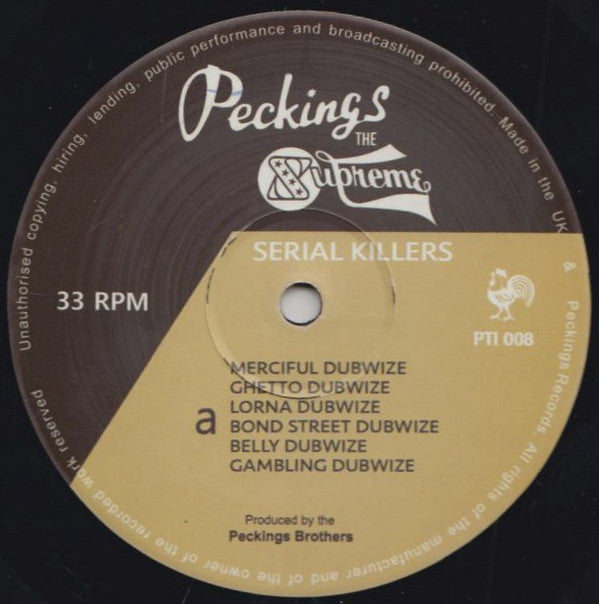 Peckings
THE
Supreme
SERIAL KILLERS
33 RPM
PTI 008
a
MERCIFUL DUBWIZE
GHETTO DUBWIZE
LORNA DUBWIZE
BOND STREET DUBWIZE
BELLY DUBWIZE
GAMBLING DUBWIZE
Produced by the
Peckings Brothers
Unauthorised copying, hiring, lending, public performance and broadcasting prohibited. Made in the UK & Peckings Records All rights of the manufacturer and of the owner of the recorded work reserved